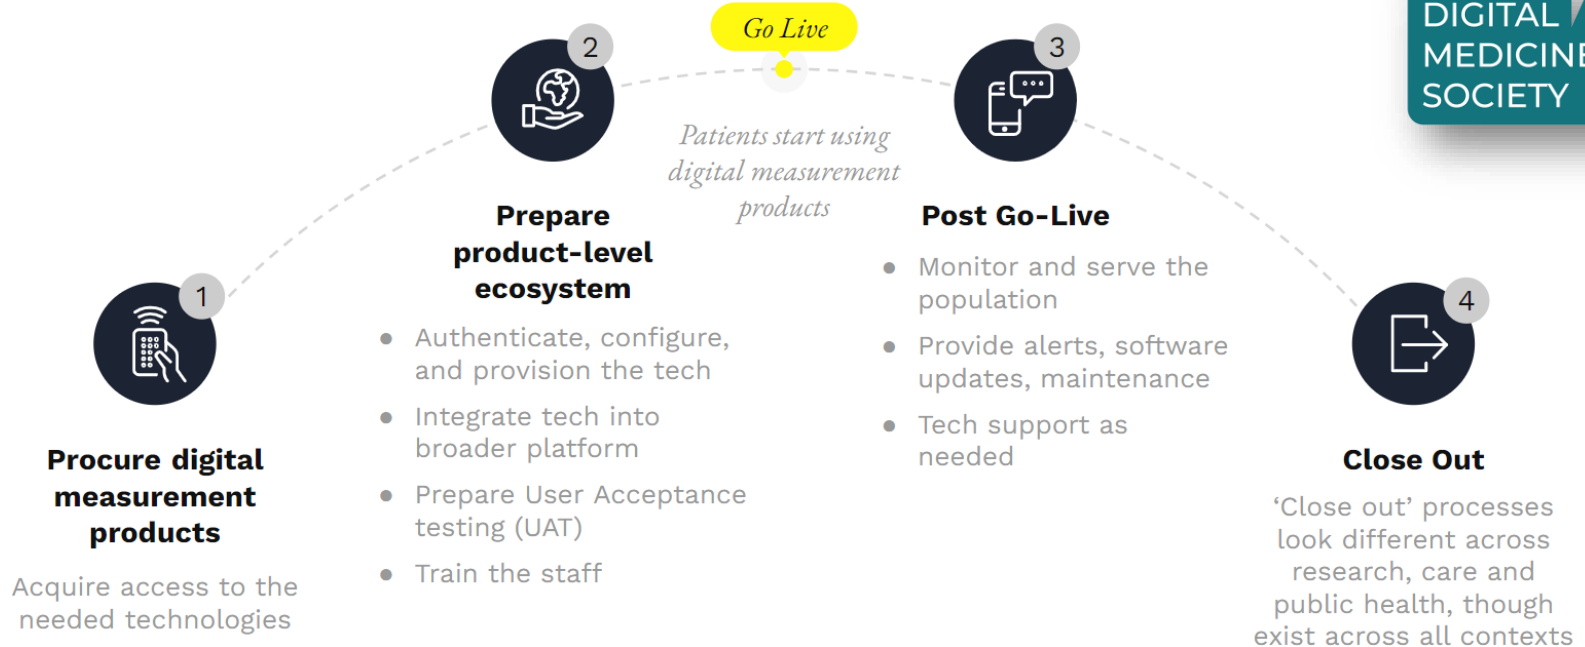 DIGITAL
MEDICINE
SOCIETY
1
Procure digital
measurement
products
Acquire access to the
needed technologies
2
Prepare
product-level
ecosystem
● Authenticate, configure,
and provision the tech
● Integrate tech into
broader platform
● Prepare User Acceptance
testing (UAT)
● Train the staff
Go Live
Patients start using
digital measurement
products
3
Post Go-Live
● Monitor and serve the
population
● Provide alerts, software
updates, maintenance
● Tech support as
needed
4
Close Out
‘Close out’ processes
look different across
research, care and
public health, though
exist across all contexts